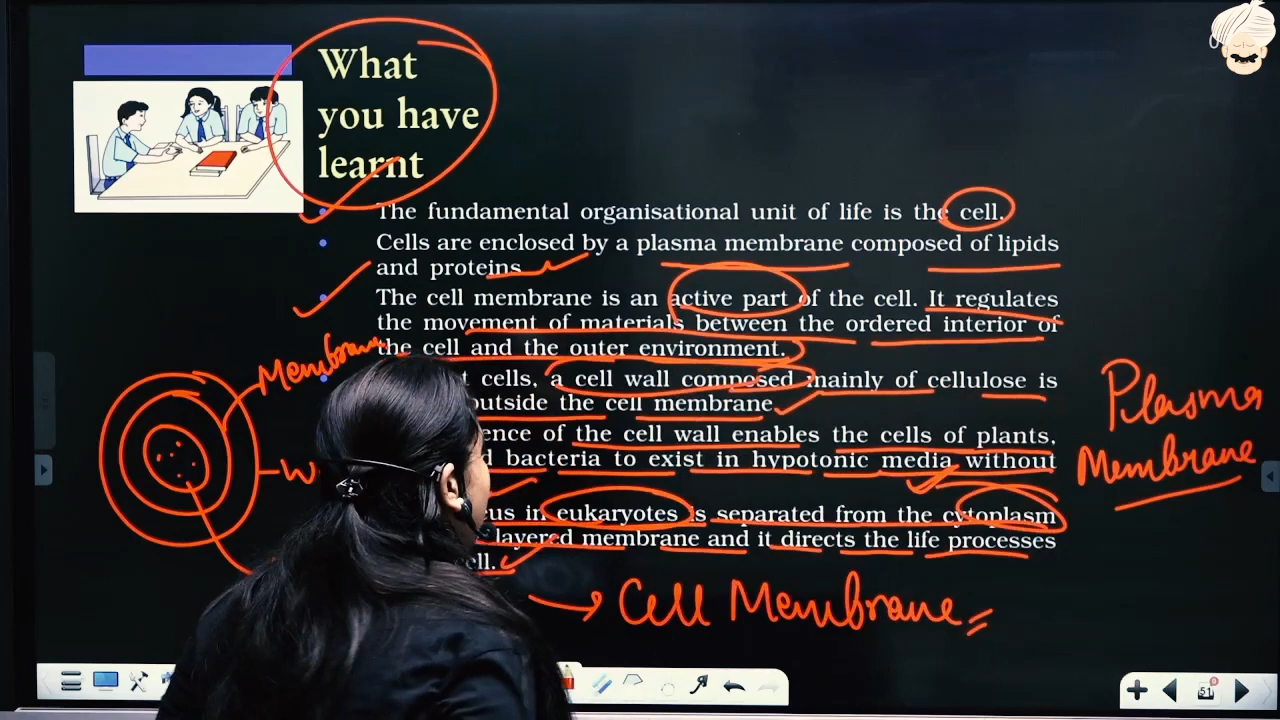 What
you have
learnt
The fundamental organisational unit of life is the cell.
Cells are enclosed by a plasma membrane composed of lipids
and proteins
The cell membrane is an active part of the cell. It regulates
the movement of materials between the ordered interior of
the cell and the outer environment.
Membrane
cells, a cell wall composed mainly of cellulose is
outside the cell membrane.
Plasma
Membrane
ence of the cell wall enables the cells of plants,
bacteria to exist in hypotonic media without
W
us in eukaryotes is separated from the cytoplasm
layered membrane and it directs the life processes
cell.
→ Cell Membrane
51